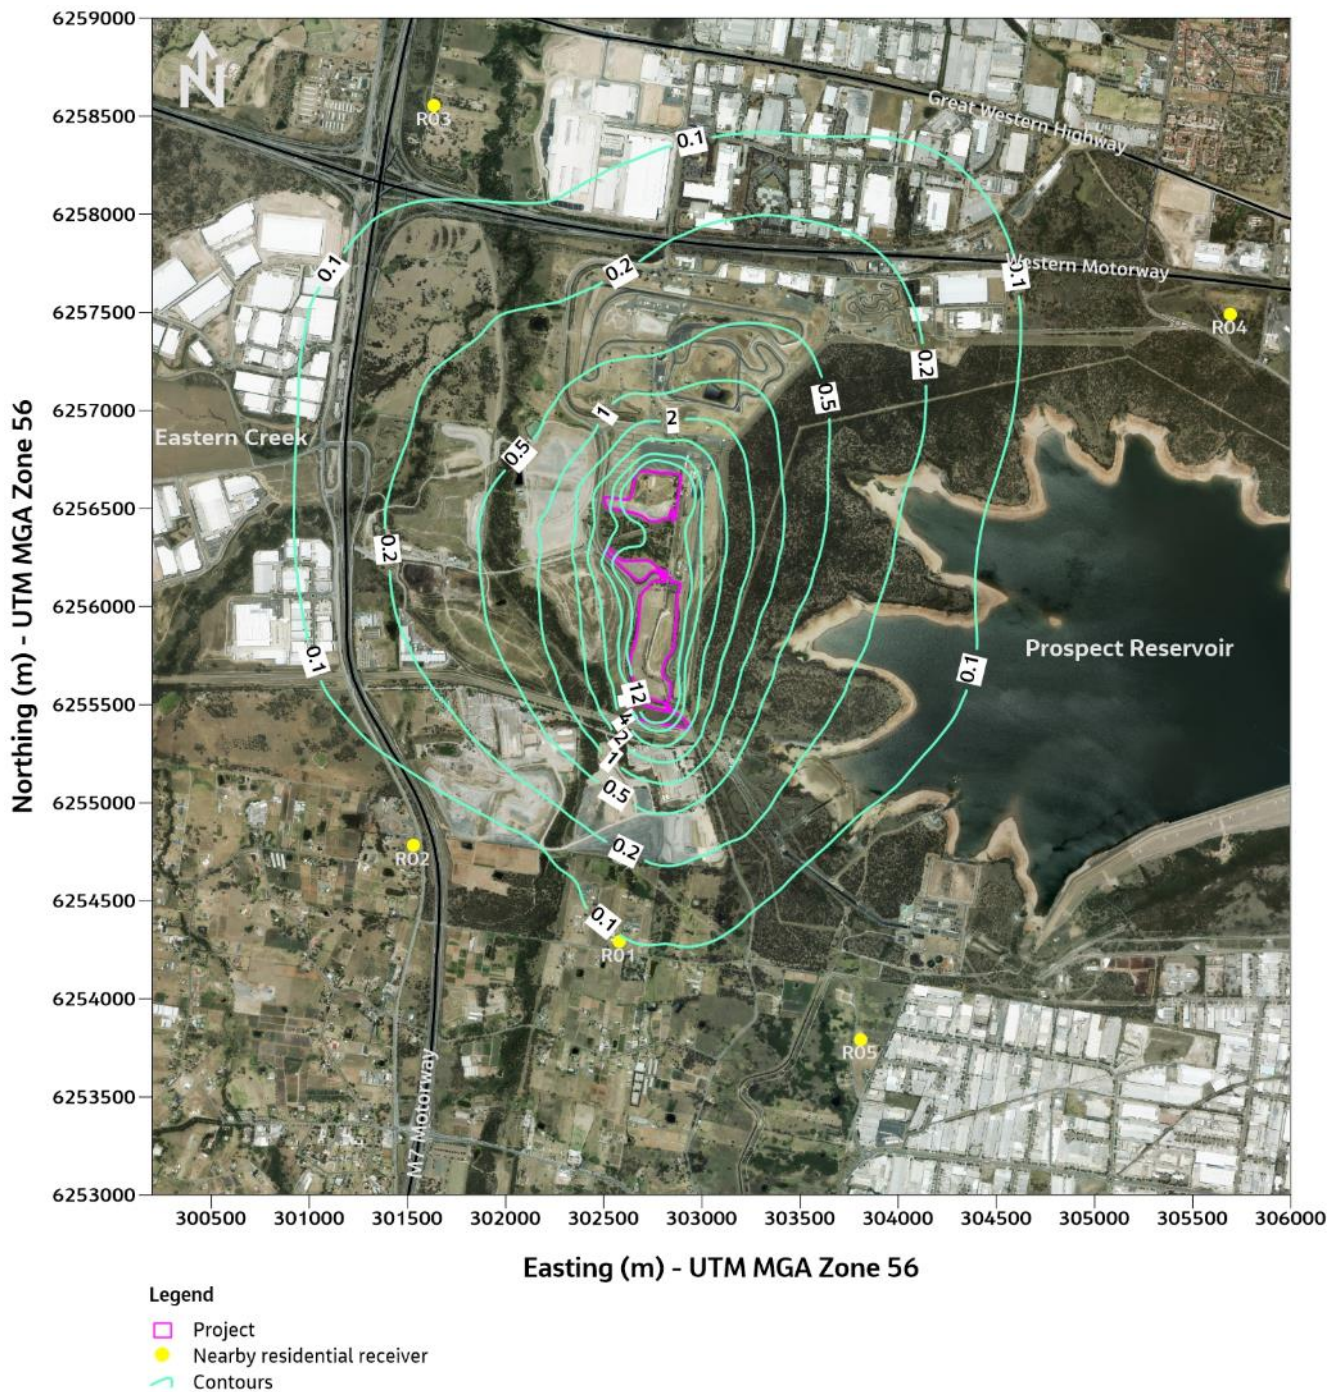 6259000
N
Great Western Highway
R03
6258500
0.1
6258000
0.1
0.2
0.1
Western Motorway
6257500
R04
0.2
0.5
6257000
1
2
Eastern Creek
0.5
6256500
0.2
6256000
Prospect Reservoir
0.1
0.1
12
6255500
4
2
1
0.5
6255000
R02
0.2
6254500
0.1
R01
6254000
R05
6253500
M7 Motorway
6253000
Northing (m) - UTM MGA Zone 56
300500 301000 301500 302000 302500 303000 303500 304000 304500 305000 305500 306000
Easting (m) - UTM MGA Zone 56
Legend
Project
Nearby residential receiver
Contours